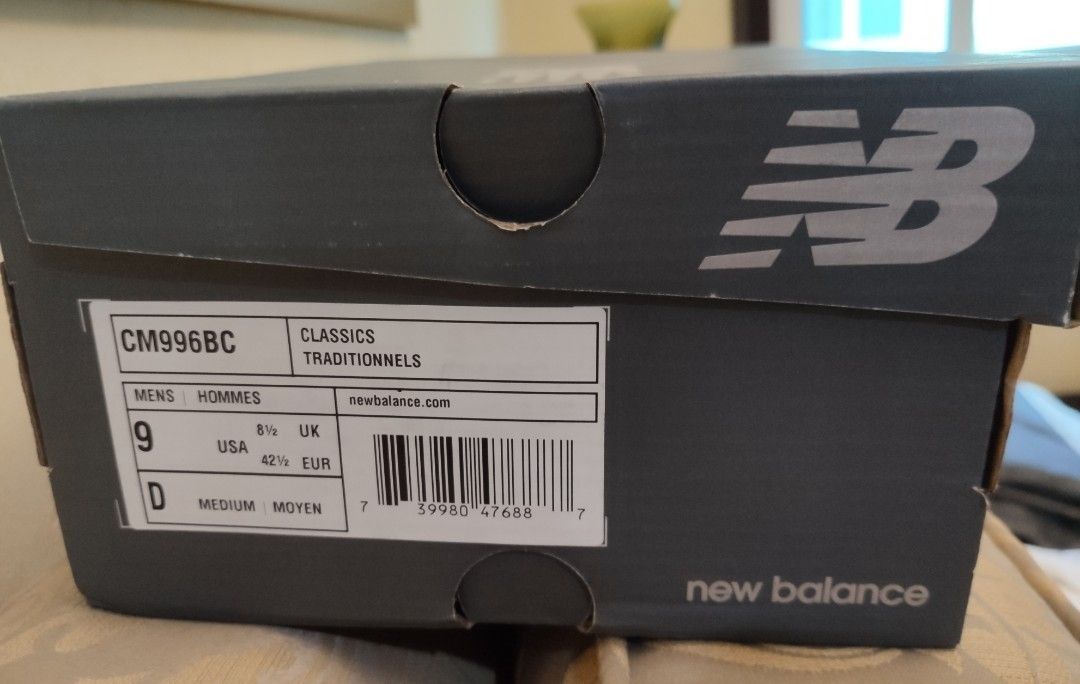 NB
CM996BC
CLASSICS
TRADITIONNELS
MENS | HOMMES
newbalance.com
9
USA
8½ UK
42½ EUR
D
MEDIUM | MOYEN
7 39980 47688 7
new balance